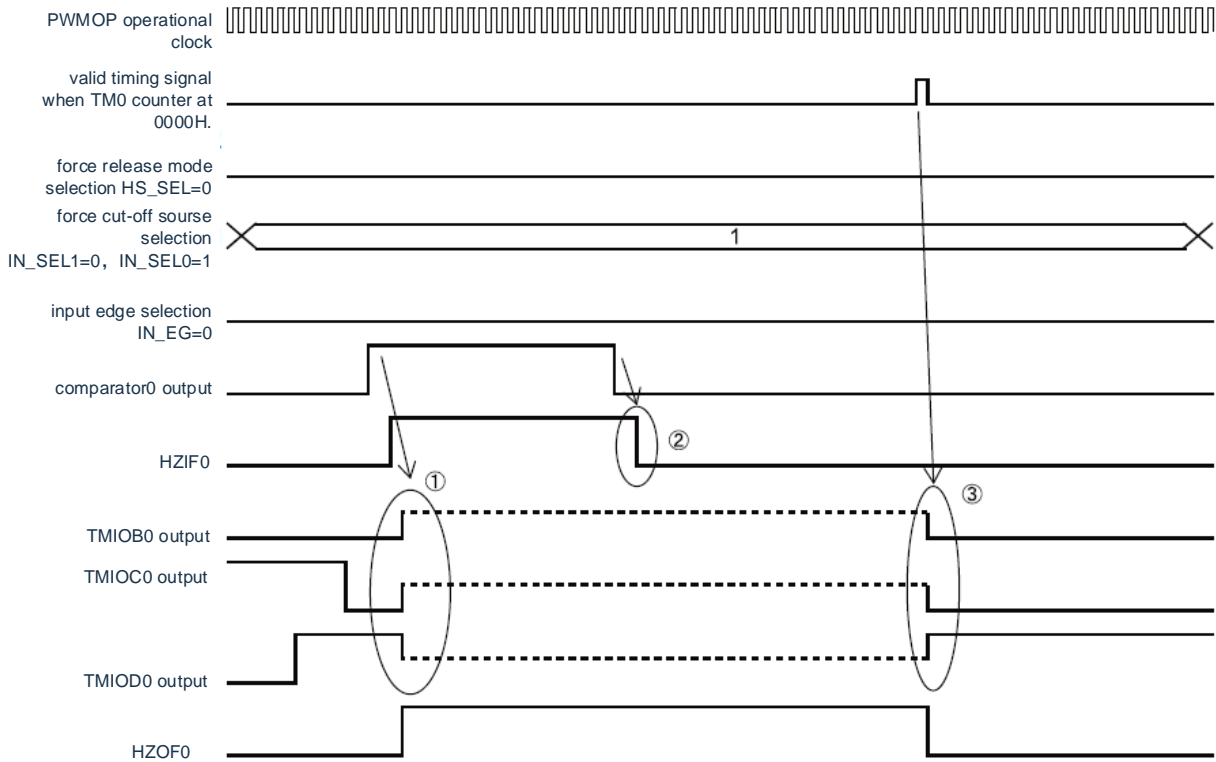 PWMOP operational
clock
valid timing signal
when TM0 counter at
0000H.
force release mode
selection HS_SEL=0
force cut-off sourse
selection
IN_SEL1=0, IN_SEL0=1
1
input edge selection
IN_EG=0
comparator0 output
②
HZIF0
①
③
TMIOB0 output
TMIOC0 output
TMIOD0 output
HZOF0